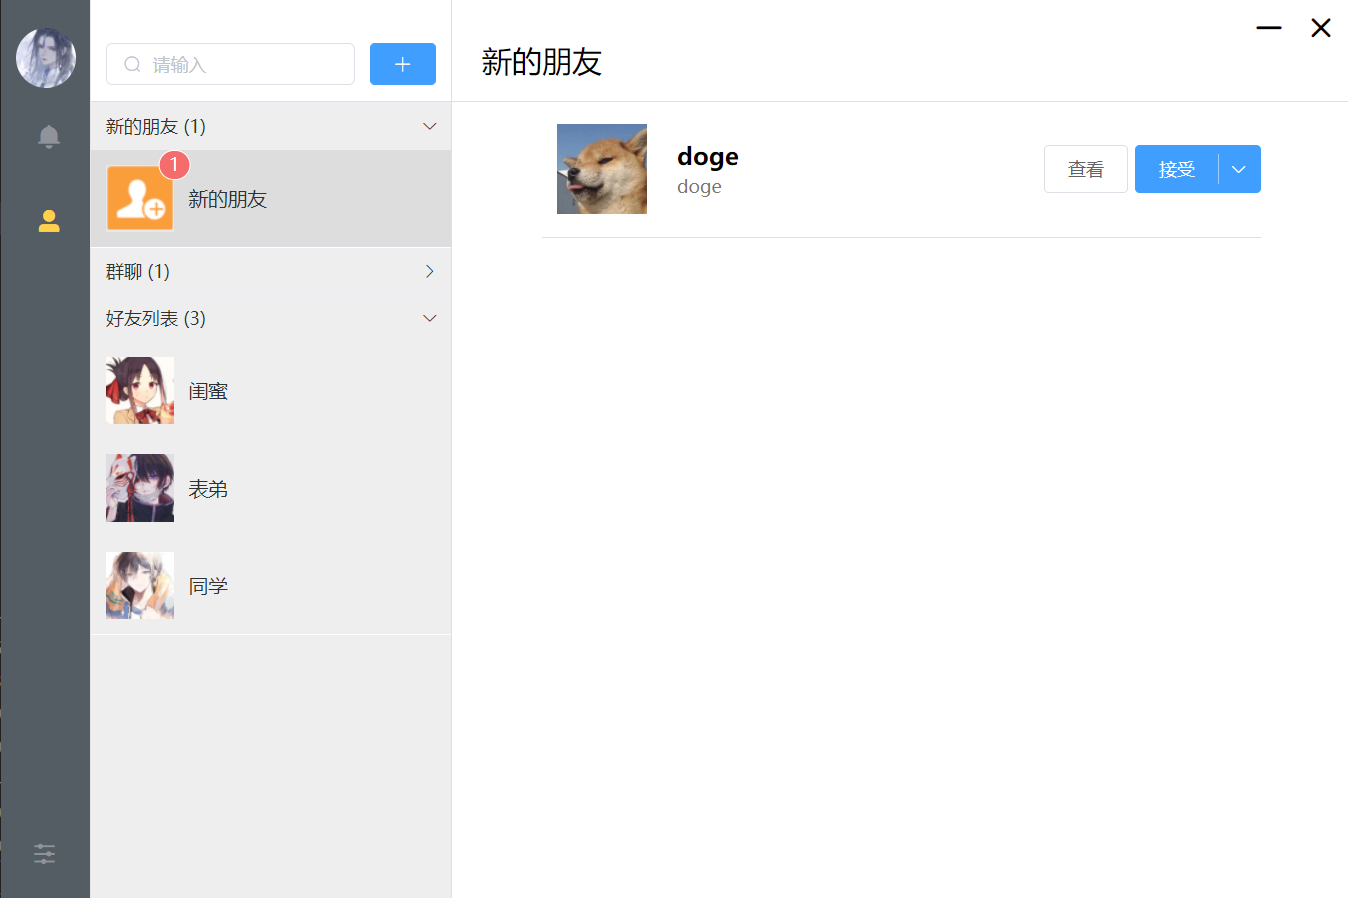 请输入
新的朋友 (1)
1
新的朋友
群聊 (1)
好友列表 (3)
闺蜜
表弟
同学
新的朋友
doge
doge
查看
接受